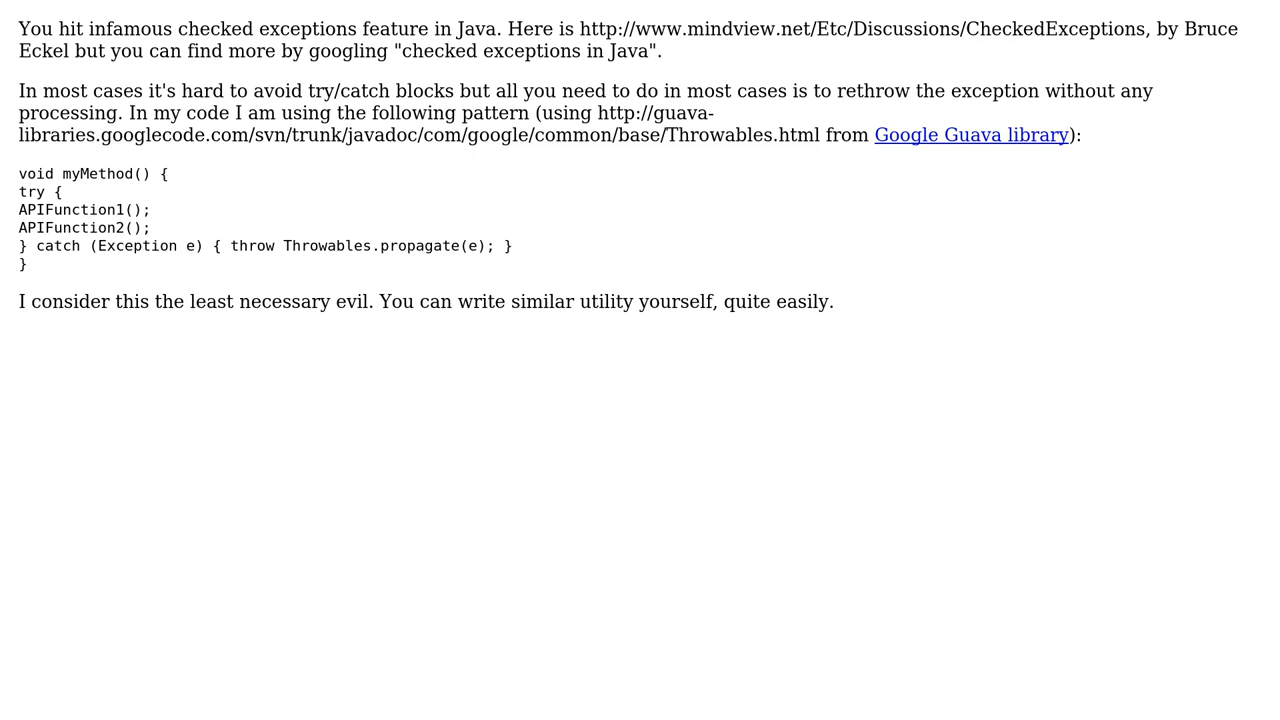 You hit infamous checked exceptions feature in Java. Here is http://www.mindview.net/Etc/Discussions/CheckedExceptions, by Bruce
Eckel but you can find more by googling "checked exceptions in Java".
In most cases it's hard to avoid try/catch blocks but all you need to do in most cases is to rethrow the exception without any
processing. In my code I am using the following pattern (using http://guava-
libraries.googlecode.com/svn/trunk/javadoc/com/google/common/base/Throwables.html from Google Guava library):
void myMethod() {
try {
APIFunction1();
APIFunction2();
} catch (Exception e) { throw Throwables.propagate(e); }
}
I consider this the least necessary evil. You can write similar utility yourself, quite easily.